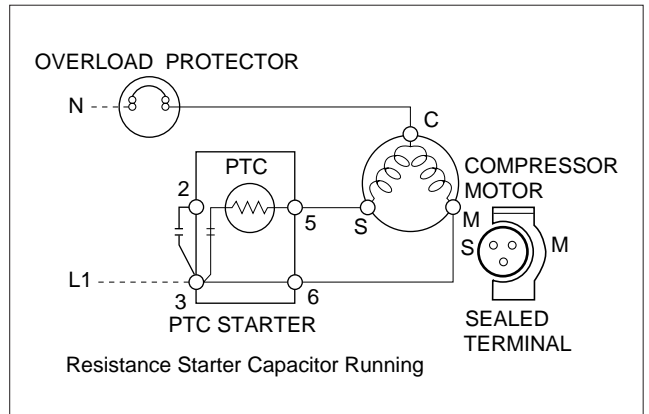 OVERLOAD PROTECTOR
N
C
PTC
COMPRESSOR
MOTOR
2
5
S
M
S
M
L1
3
6
PTC STARTER
SEALED
TERMINAL
Resistance Starter Capacitor Running